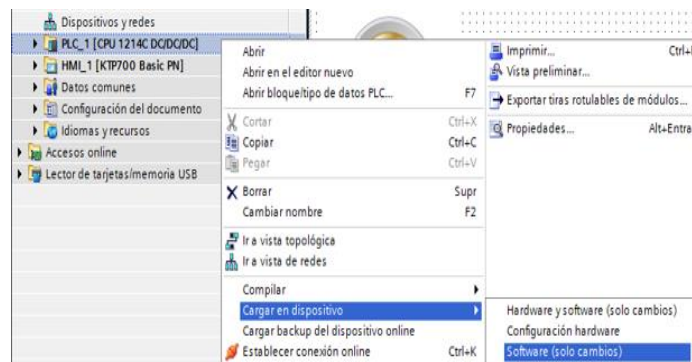 Dispositivos y redes
PLC_1 [CPU 1214C DC/DC/DC]
HMI_1 [KTP700 Basic PN]
Datos comunes
Configuración del documento
Idiomas y recursos
Accesos online
Lector de tarjetas/memoria USB
Abrir
Abrir en el editor nuevo
Abrir bloque/tipo de datos PLC... F7
Cortar Ctrl+X
Copiar Ctrl+C
Pegar Ctrl+V
Borrar Supr
Cambiar nombre F2
Ir a vista topológica
Ir a vista de redes
Compilar
Cargar en dispositivo
Cargar backup del dispositivo online
Establecer conexión online Ctrl+K
Imprimir...
Vista preliminar...
Exportar tiras rotulables de módulos...
Propiedades... Alt+Entra
Hardware y software (solo cambios)
Configuración hardware
Software (solo cambios)